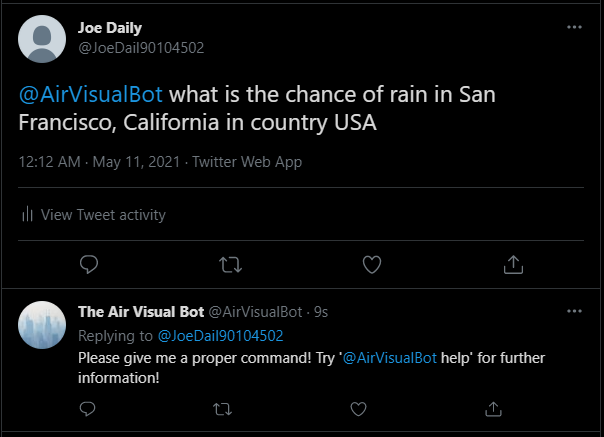 Joe Daily
@JoeDail90104502
@AirVisualBot what is the chance of rain in San
Francisco, California in country USA
12:12 AM · May 11, 2021 · Twitter Web App
View Tweet activity
The Air Visual Bot @AirVisualBot · 9s
Replying to @JoeDail90104502
Please give me a proper command! Try '@AirVisualBot help' for further
information!